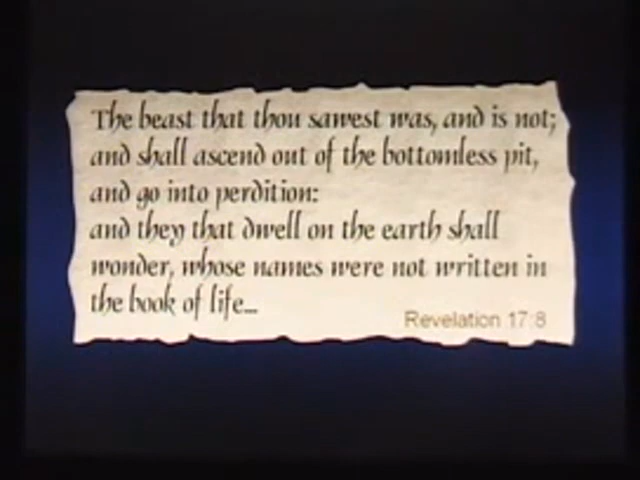 The beast that thou sawest was, and is not;
and shall ascend out of the bottomless pit,
and go into perdition:
and they that dwell on the earth shall
wonder, whose names were not written in
the book of life...
Revelation 17:8